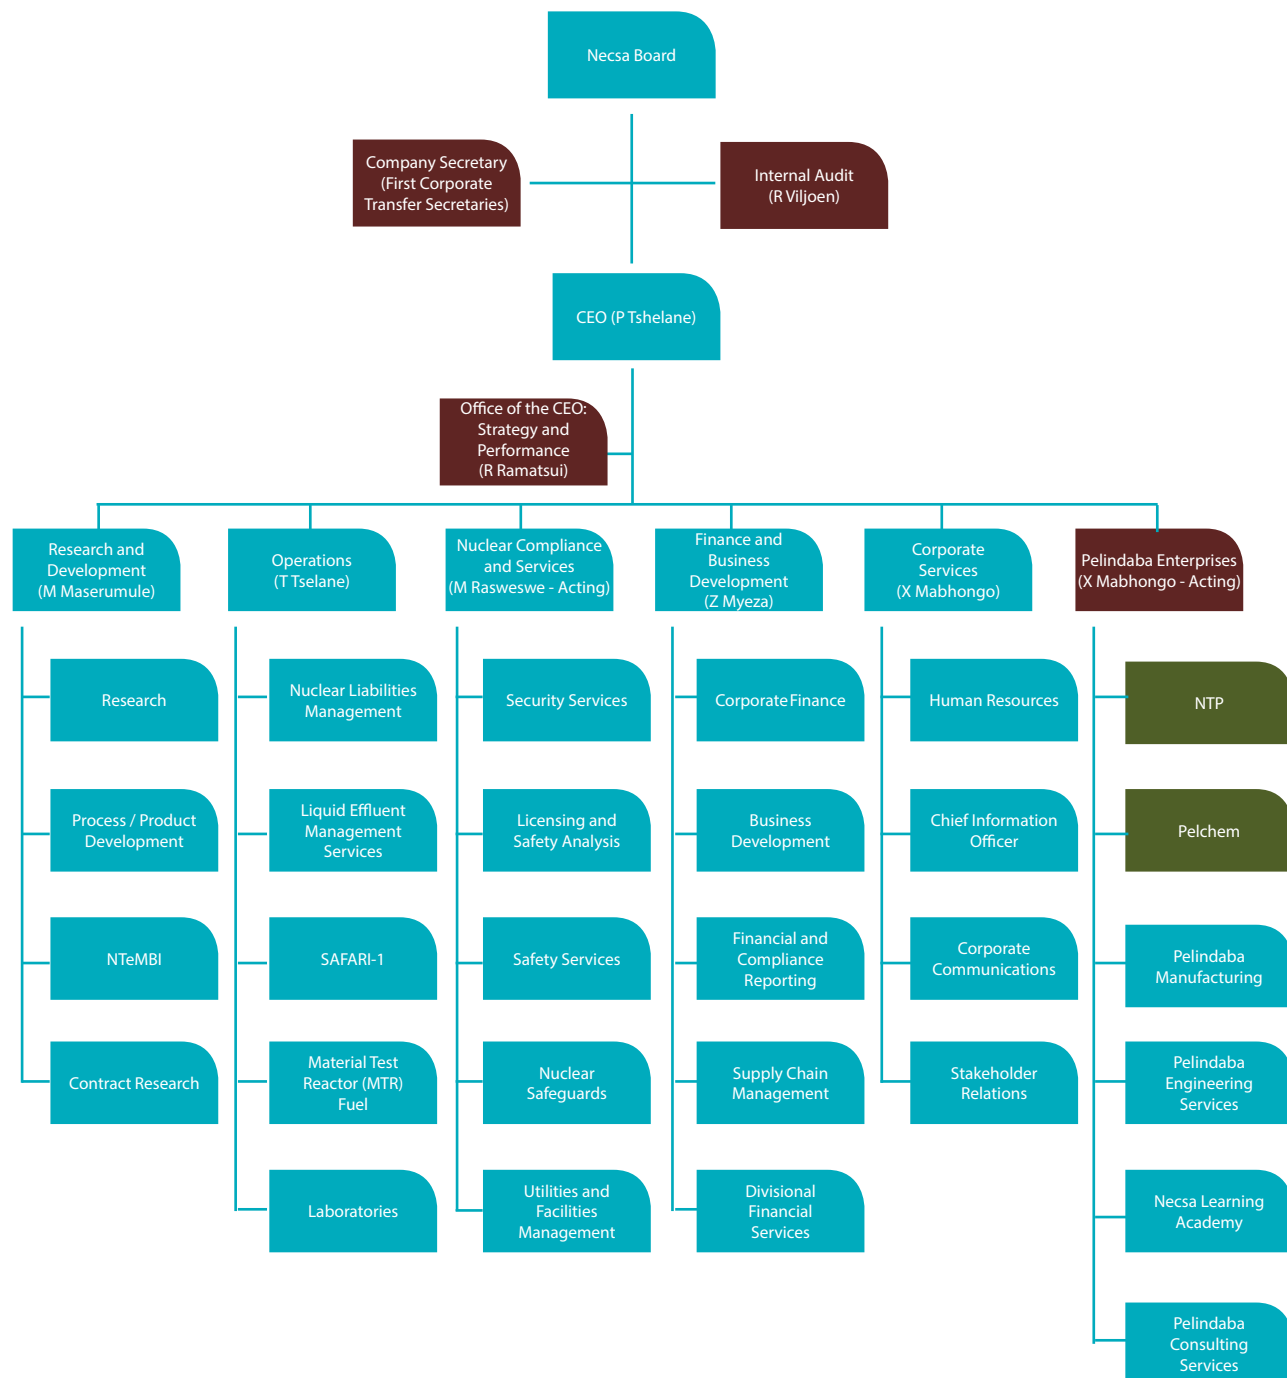 Necsa Board
Company Secretary
(First Corporate
Transfer Secretaries)
Internal Audit
(R Viljoen)
CEO (P Tshelane)
Office of the CEO:
Strategy and
Performance
(R Ramatsui)
Research and
Development
(M Maserumule)
Operations
(T Tselane)
Nuclear Compliance
and Services
(M Rasweswe - Acting)
Finance and
Business
Development
(Z Myeza)
Corporate
Services
(X Mabhongo)
Pelindaba Enterprises
(X Mabhongo - Acting)
Research
Nuclear Liabilities
Management
Security Services
Corporate Finance
Human Resources
NTP
Process / Product
Development
Liquid Effluent
Management
Services
Licensing and
Safety Analysis
Business
Development
Chief Information
Officer
Pelchem
NTeMBI
SAFARI-1
Safety Services
Financial and
Compliance
Reporting
Corporate
Communications
Pelindaba
Manufacturing
Contract Research
Material Test
Reactor (MTR)
Fuel
Nuclear
Safeguards
Supply Chain
Management
Stakeholder
Relations
Pelindaba
Engineering
Services
Laboratories
Utilities and
Facilities
Management
Divisional
Financial
Services
Necsa Learning
Academy
Pelindaba
Consulting
Services